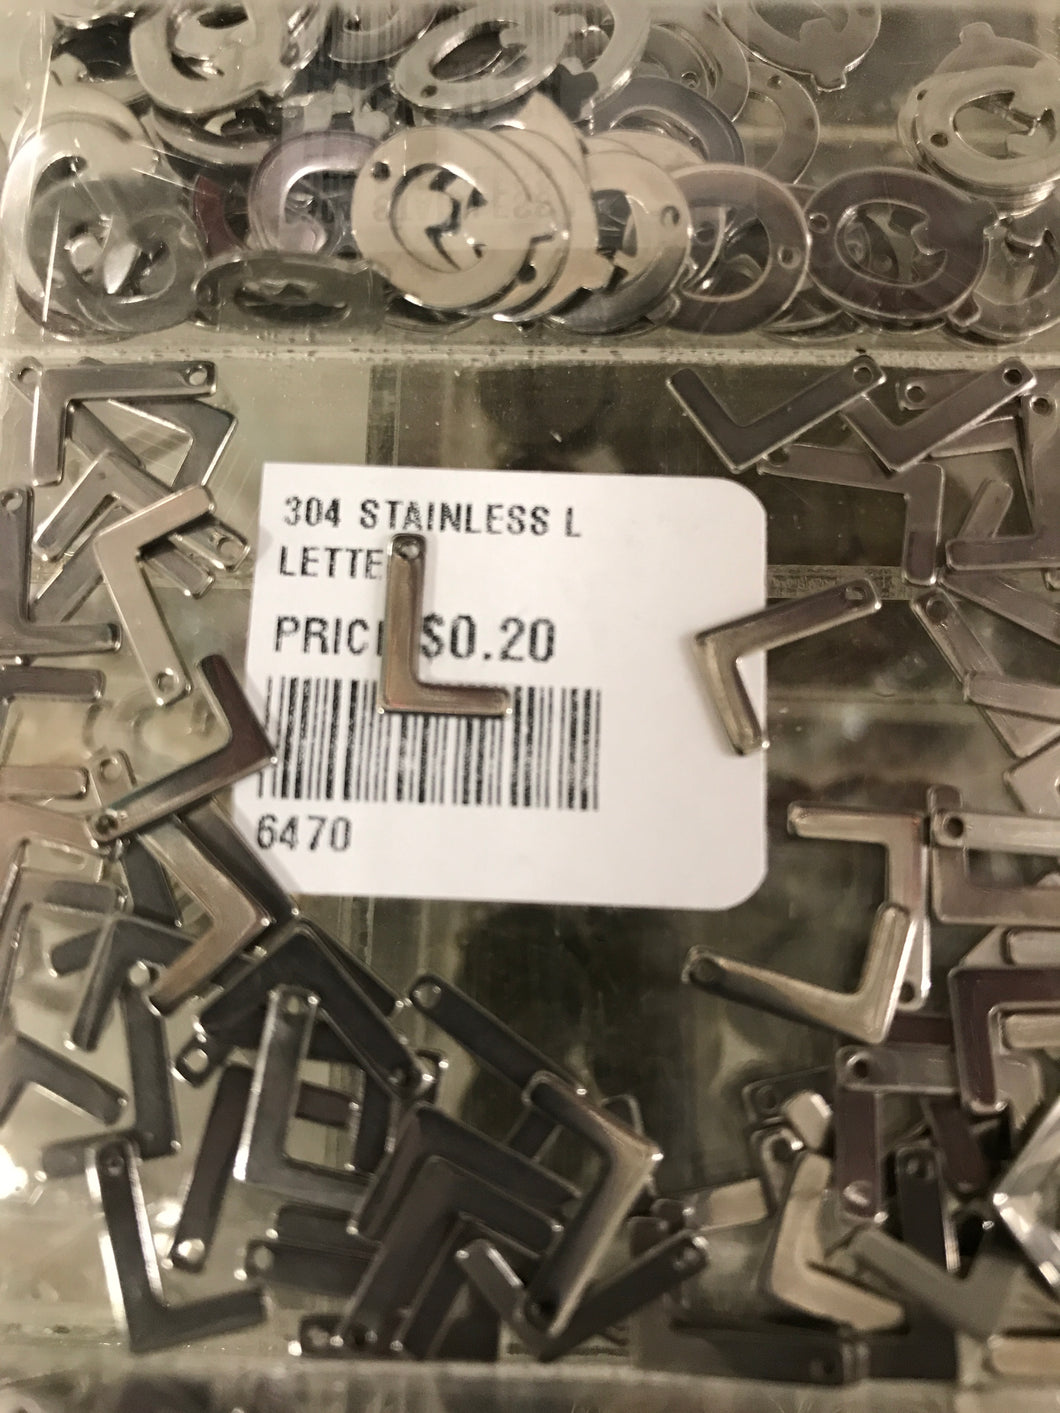 304 STAINLESS L
LETTE
PRIC $0.20
6470